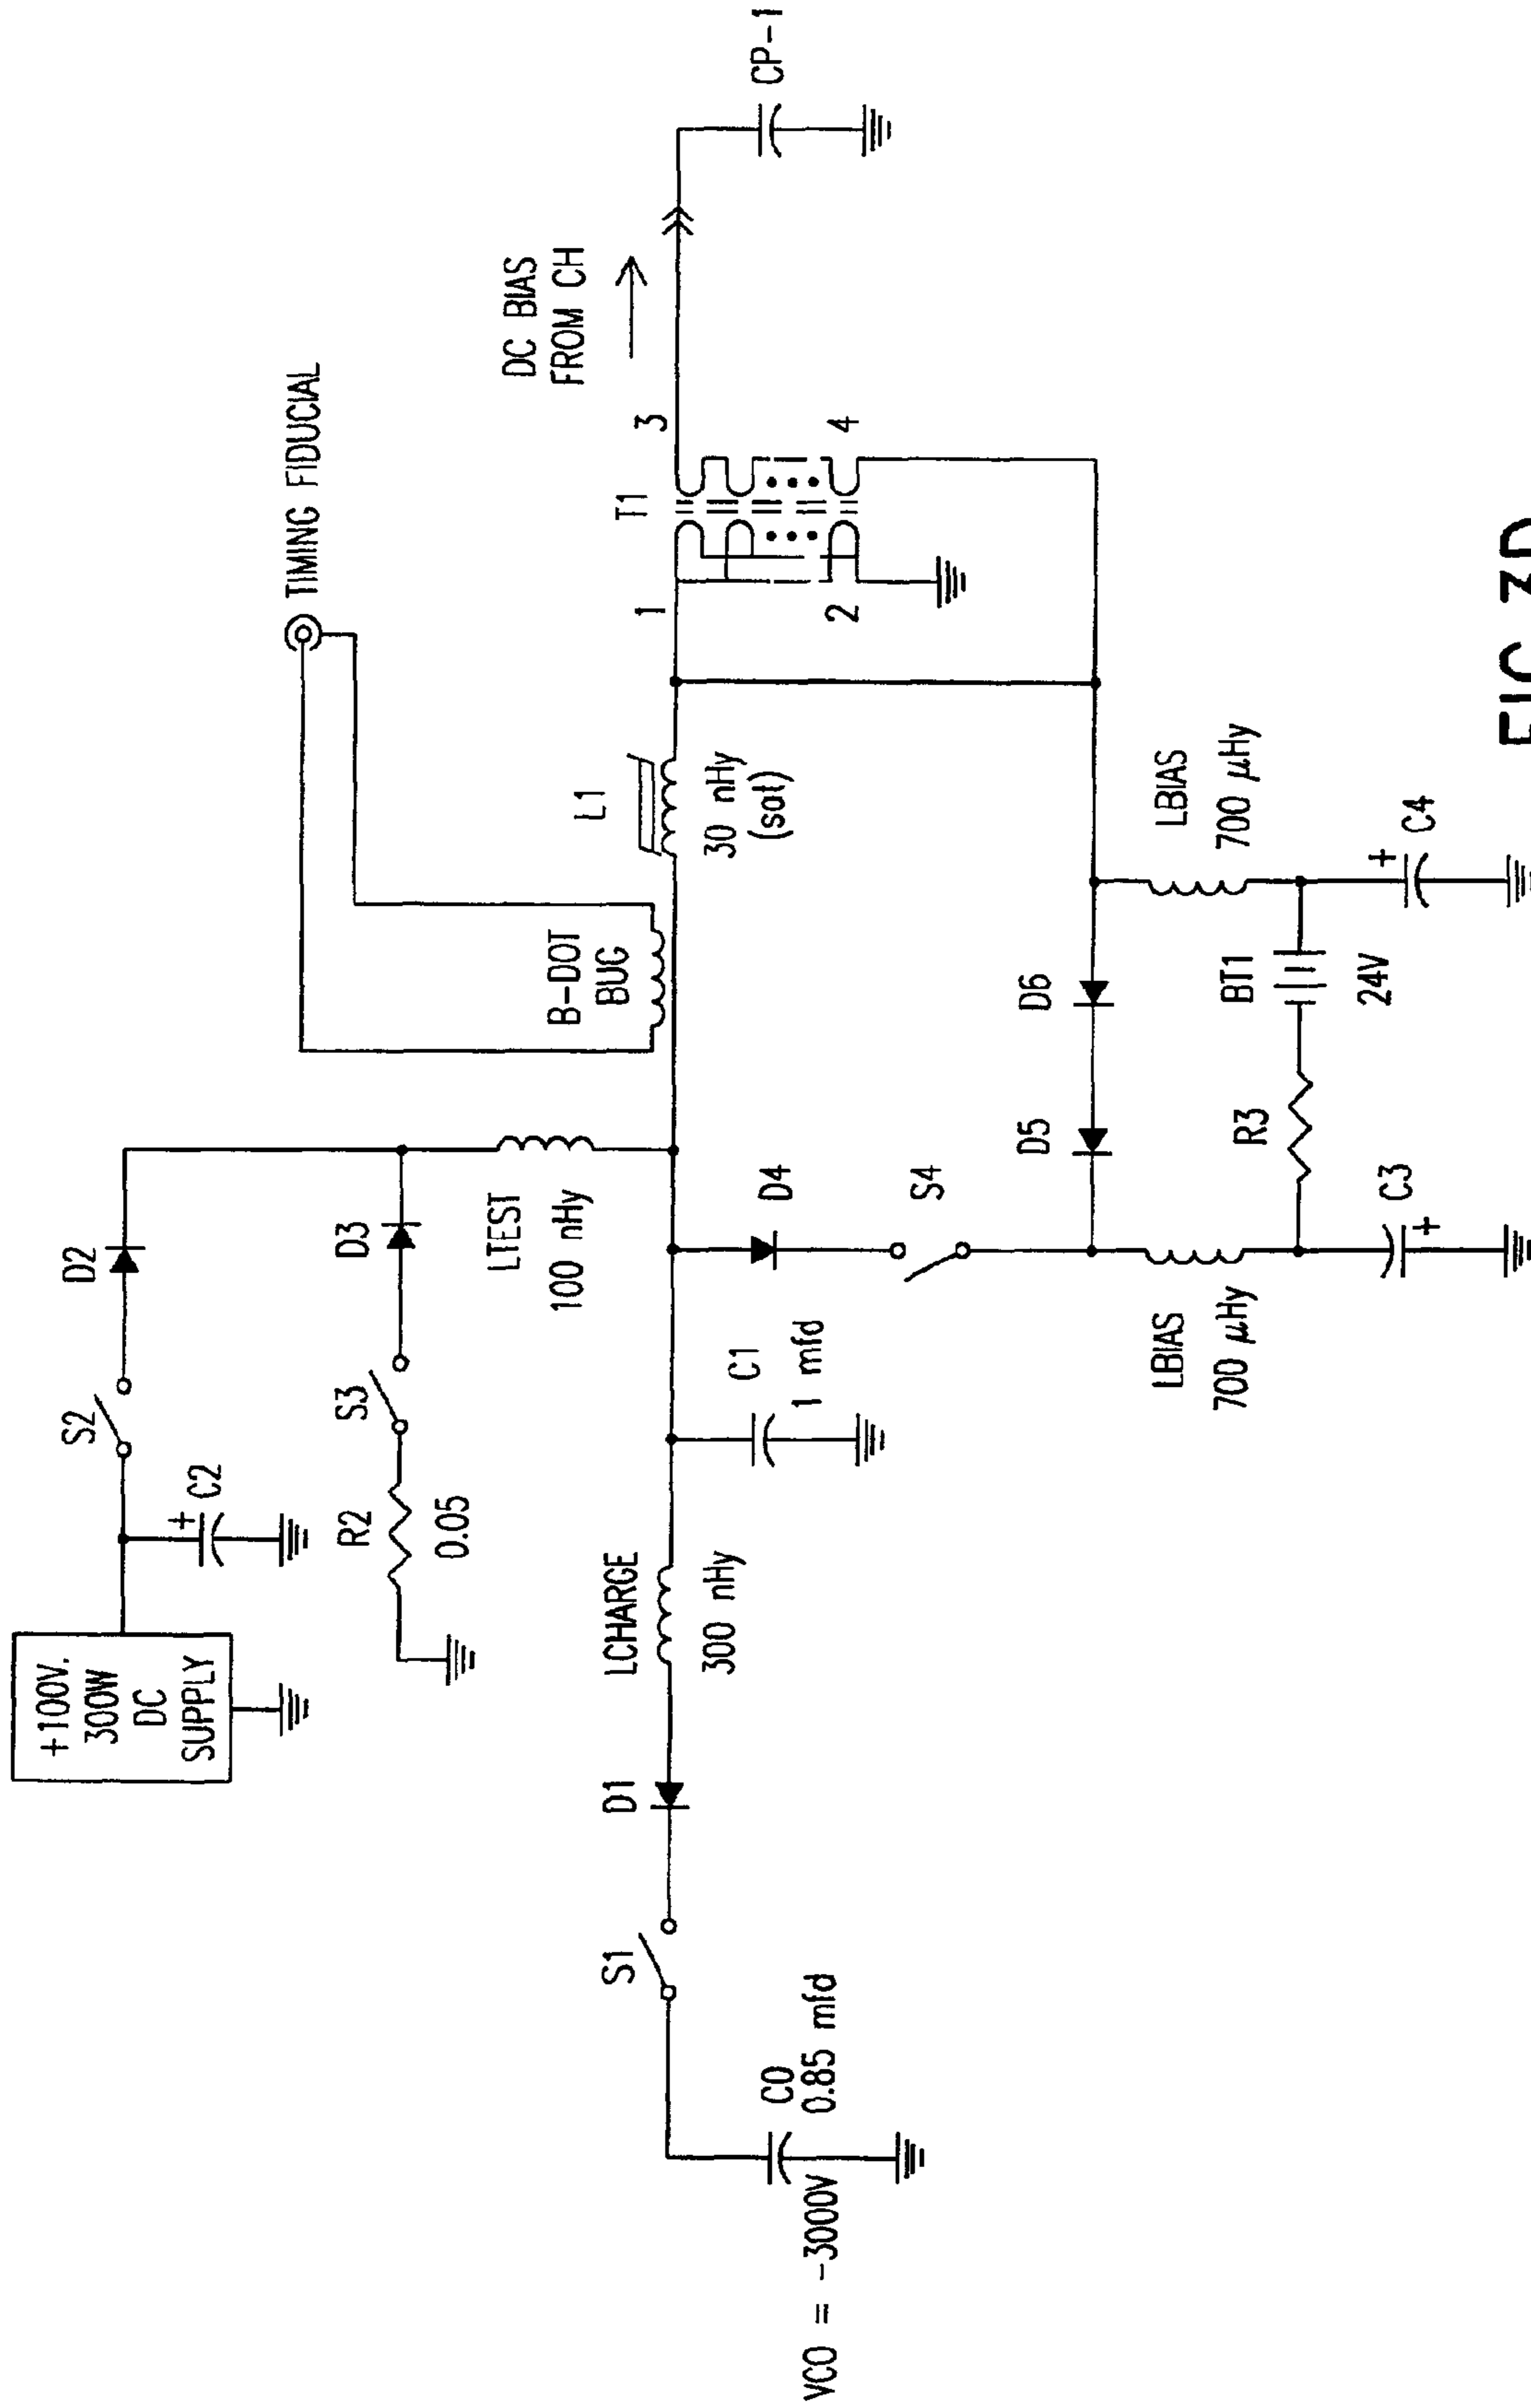 +100V.
300W
DC
SUPPLY
S2
D2
C2
+
R2
0.05
S3
D3
LTEST
100 nHy
TIMING FIDUCIAL
B-DOT
BUG
L1
30 nHy
(sat)
T1
1
2
3
4
DC BIAS
FROM CH
CP-1
VCO = -3000V
C0
0.85 mfd
S1
D1
LCHARGE
300 nHy
C1
1 mfd
D4
S4
D5
D6
LBIAS
700 µHy
LBIAS
700 µHy
R3
BT1
24V
C3
+
C4
+